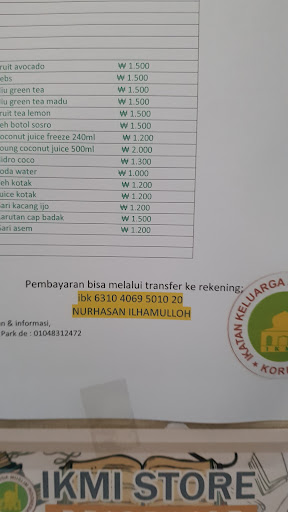 ruit avocado ₩ 1.500
ebs ₩ 1.500
liu green tea ₩ 1.500
liu green tea madu ₩ 1.500
ruit tea lemon ₩ 1.500
eh botol sosro ₩ 1.500
coconut juice freeze 240ml ₩ 1.200
oung coconut juice 500ml ₩ 2.000
idro coco ₩ 1.300
oda water ₩ 1.000
eh kotak ₩ 1.200
uice kotak ₩ 1.200
ari kacang ijo ₩ 1.200
arutan cap badak ₩ 1.500
ari asem ₩ 1.200
Pembayaran bisa melalui transfer ke rekening;
ibk 6310 4069 5010 20
NURHASAN ILHAMULLOH
n & informasi,
Park de : 01048312472
IKATAN KELUARGA
KOR
IKMI STORE